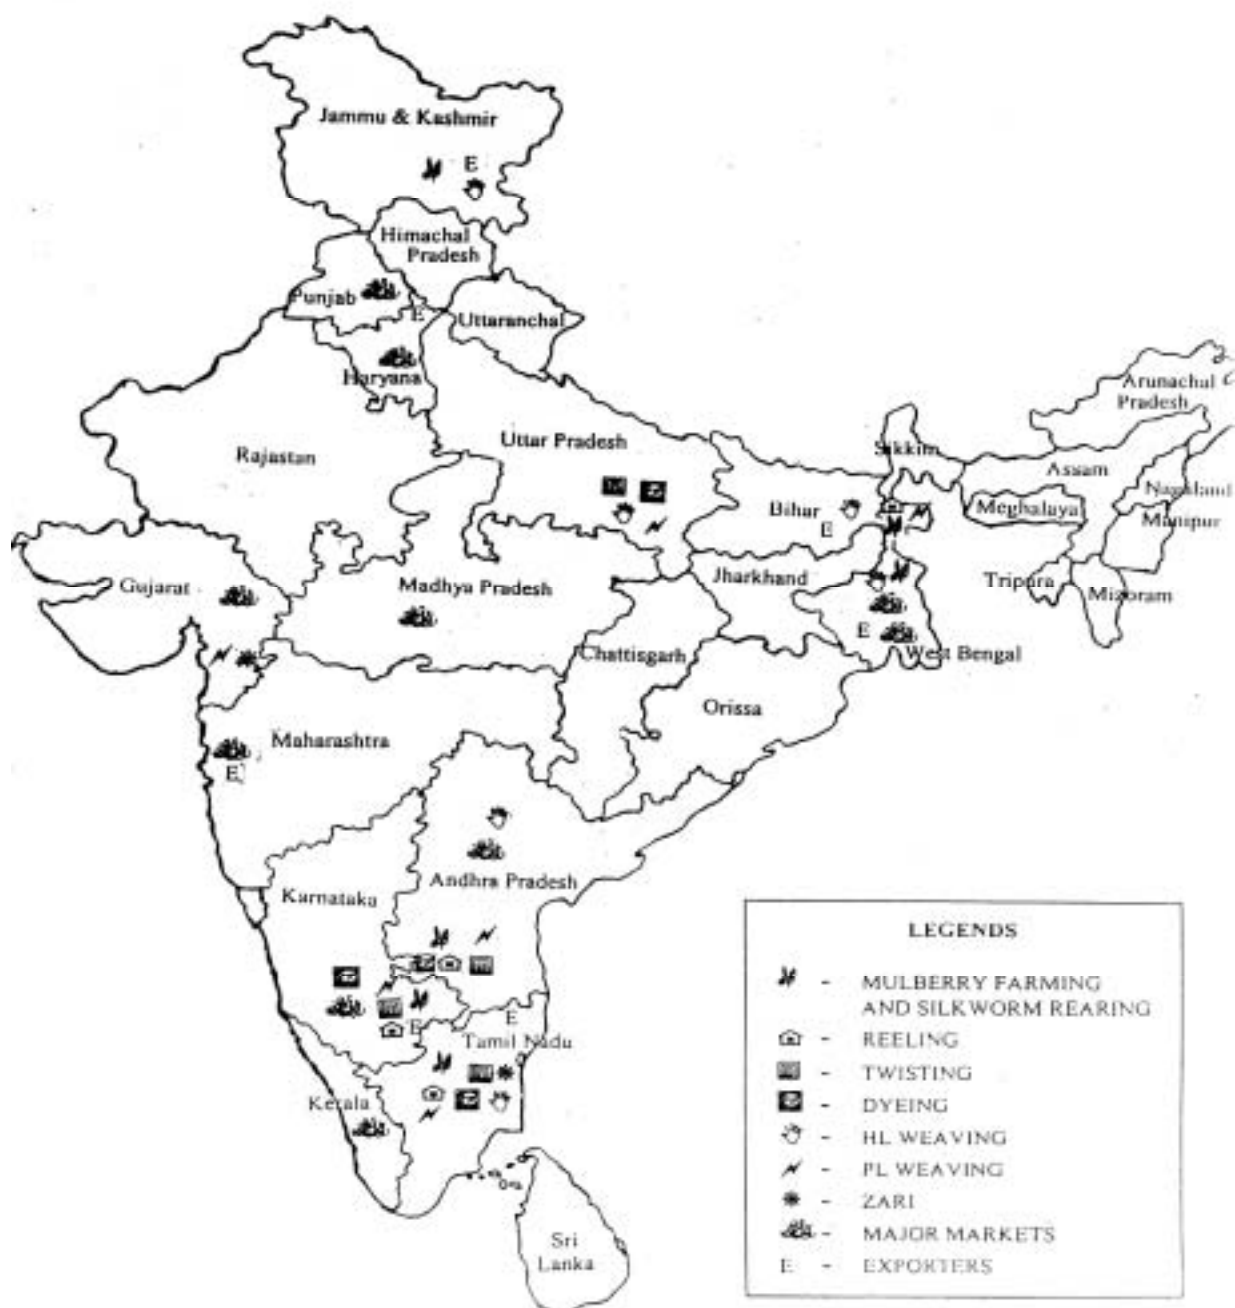 Jammu & Kashmir
E
Himachal
Pradesh
Punjab
E
Uttaranchal
Haryana
Arunachal
Pradesh
Uttar Pradesh
Rajastan
Sikkim
Assam
Nagaland
Bihar
E
Meghalaya
Manipur
Gujarat
Madhya Pradesh
Jharkhand
Tripura
Mizoram
E
Chattisgarh
West Bengal
Orissa
Maharashtra
E
Andhra Pradesh
Karnataka
E
E
Tamil Nadu
Kerala
Sri
Lanka
LEGENDS
- MULBERRY FARMING
AND SILKWORM REARING
- REELING
- TWISTING
- DYEING
- HL WEAVING
- PL WEAVING
- ZARI
- MAJOR MARKETS
E - EXPORTERS